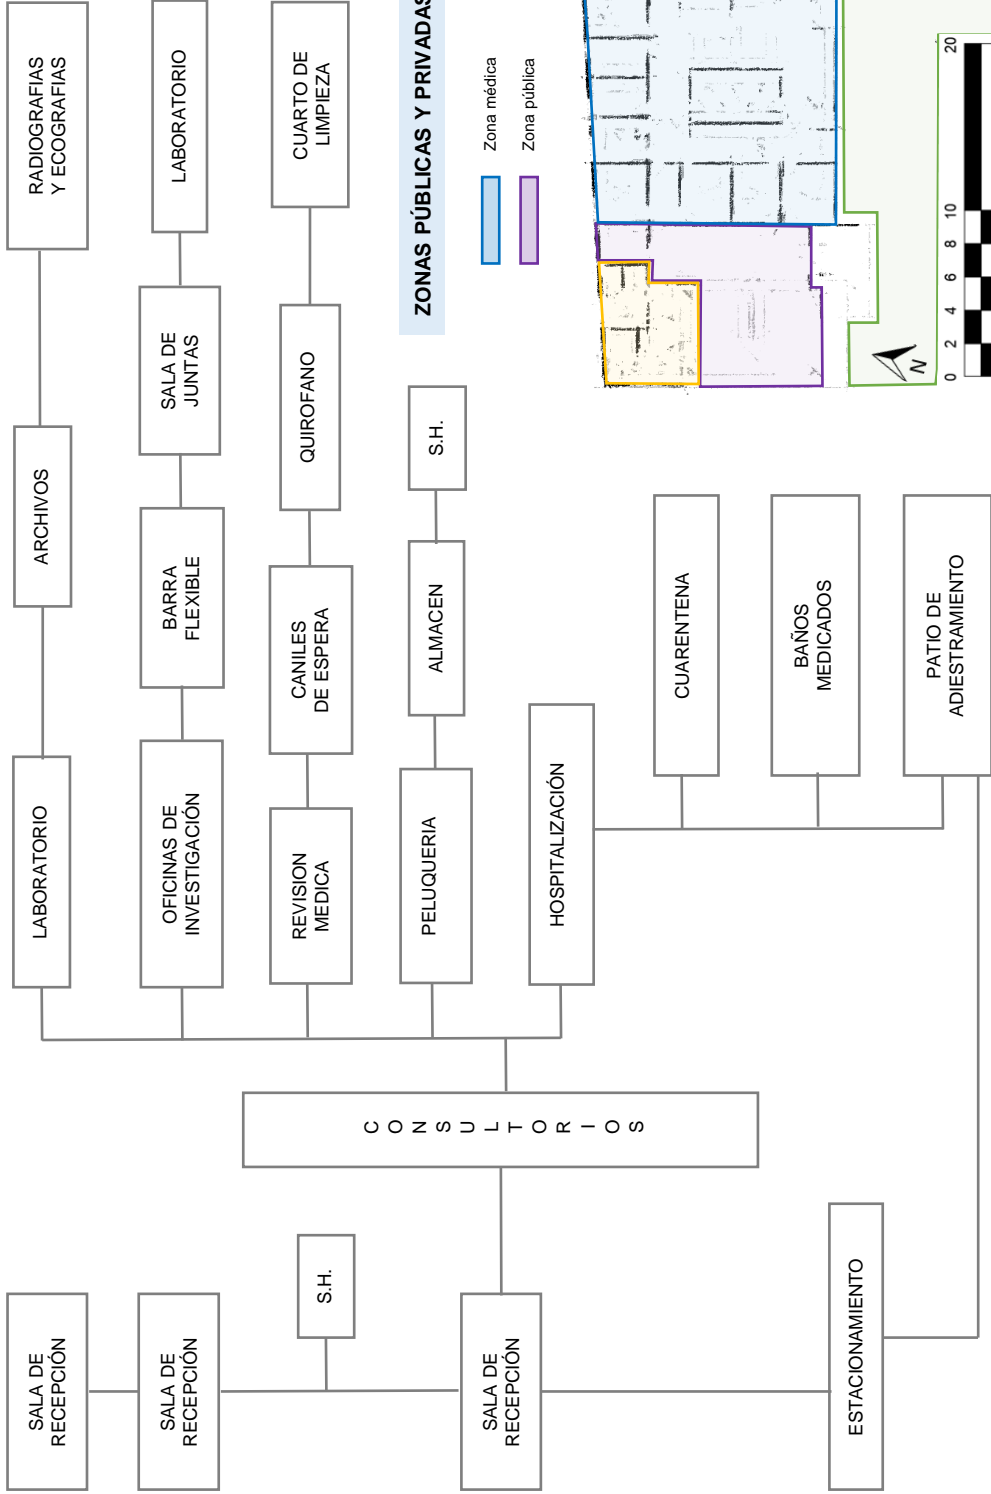 SALA DE
RECEPCIÓN
SALA DE
RECEPCIÓN
S.H.
SALA DE
RECEPCIÓN
ESTACIONAMIENTO
C
O
N
S
U
L
T
O
R
I
O
S
LABORATORIO
ARCHIVOS
RADIOGRAFIAS
Y ECOGRAFIAS
OFICINAS DE
INVESTIGACIÓN
BARRA
FLEXIBLE
SALA DE
JUNTAS
LABORATORIO
REVISION
MEDICA
CANILES
DE ESPERA
QUIROFANO
CUARTO DE
LIMPIEZA
PELUQUERIA
ALMACEN
S.H.
HOSPITALIZACIÓN
CUARENTENA
BAÑOS
MEDICADOS
PATIO DE
ADIESTRAMIENTO
ZONAS PÚBLICAS Y PRIVADAS
Zona médica
Zona pública
N
0 2 4 6 8 10 20